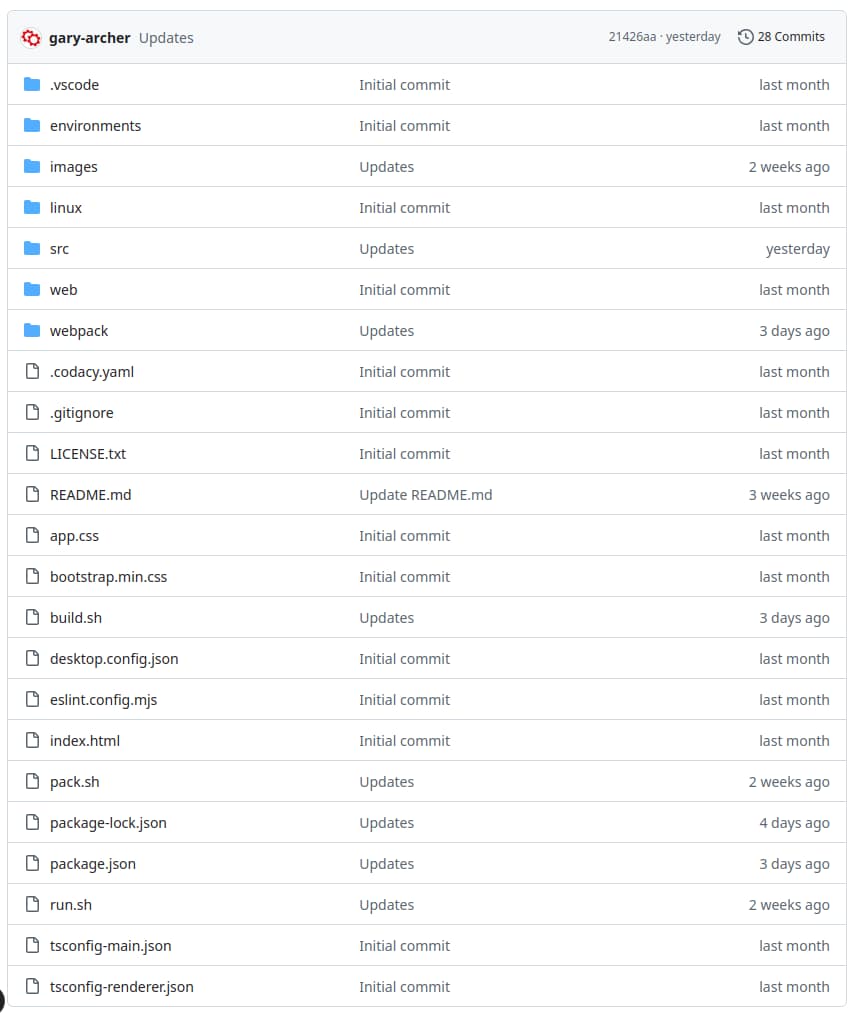 gary-archer Updates 21426aa · yesterday 28 Commits
.vscode Initial commit last month
environments Initial commit last month
images Updates 2 weeks ago
linux Initial commit last month
src Updates yesterday
web Initial commit last month
webpack Updates 3 days ago
.codacy.yaml Initial commit last month
.gitignore Initial commit last month
LICENSE.txt Initial commit last month
README.md Update README.md 3 weeks ago
app.css Initial commit last month
bootstrap.min.css Initial commit last month
build.sh Updates 3 days ago
desktop.config.json Initial commit last month
eslint.config.mjs Initial commit last month
index.html Initial commit last month
pack.sh Updates 2 weeks ago
package-lock.json Updates 4 days ago
package.json Updates 3 days ago
run.sh Updates 2 weeks ago
tsconfig-main.json Initial commit last month
tsconfig-renderer.json Initial commit last month